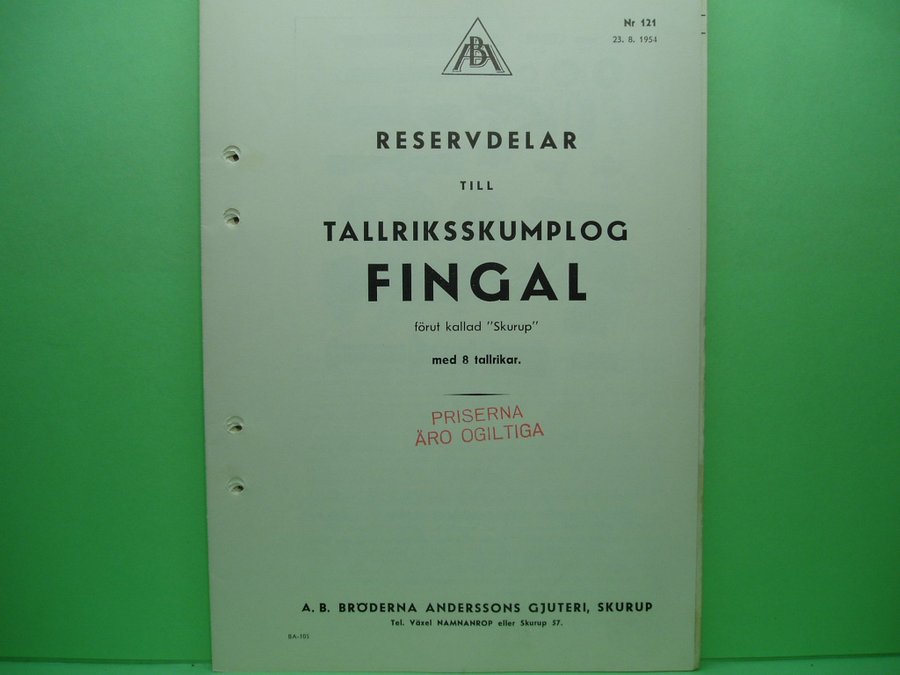 ABA
Nr 121
23. 8. 1954
RESERVDELAR
TILL
TALLRIKSSKUMPLOG
FINGAL
förut kallad "Skurup"
med 8 tallrikar.
PRISERNA
ÄRO OGILTIGA
A. B. BRÖDERNA ANDERSSONS GJUTERI, SKURUP
Tel. Växel NAMNANROP eller Skurup 57.
BA-105